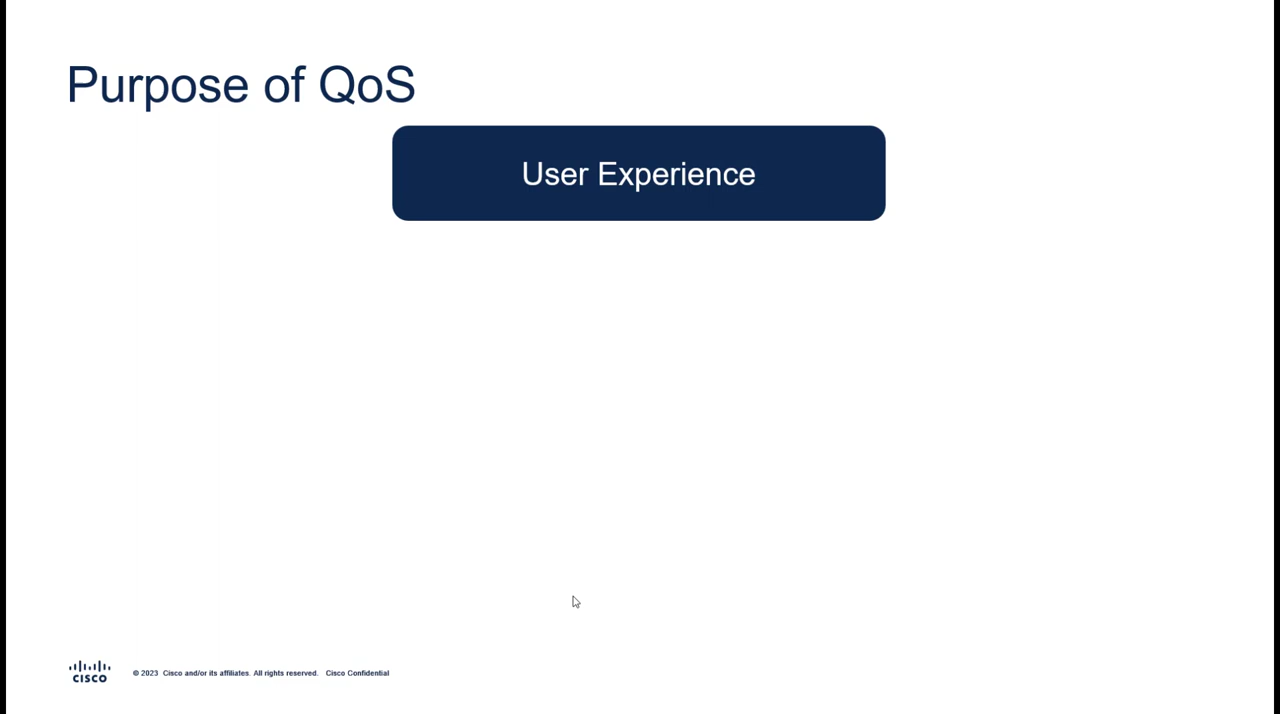 Purpose of QoS
User Experience
CISCO
© 2023 Cisco and/or its affiliates. All rights reserved. Cisco Confidential